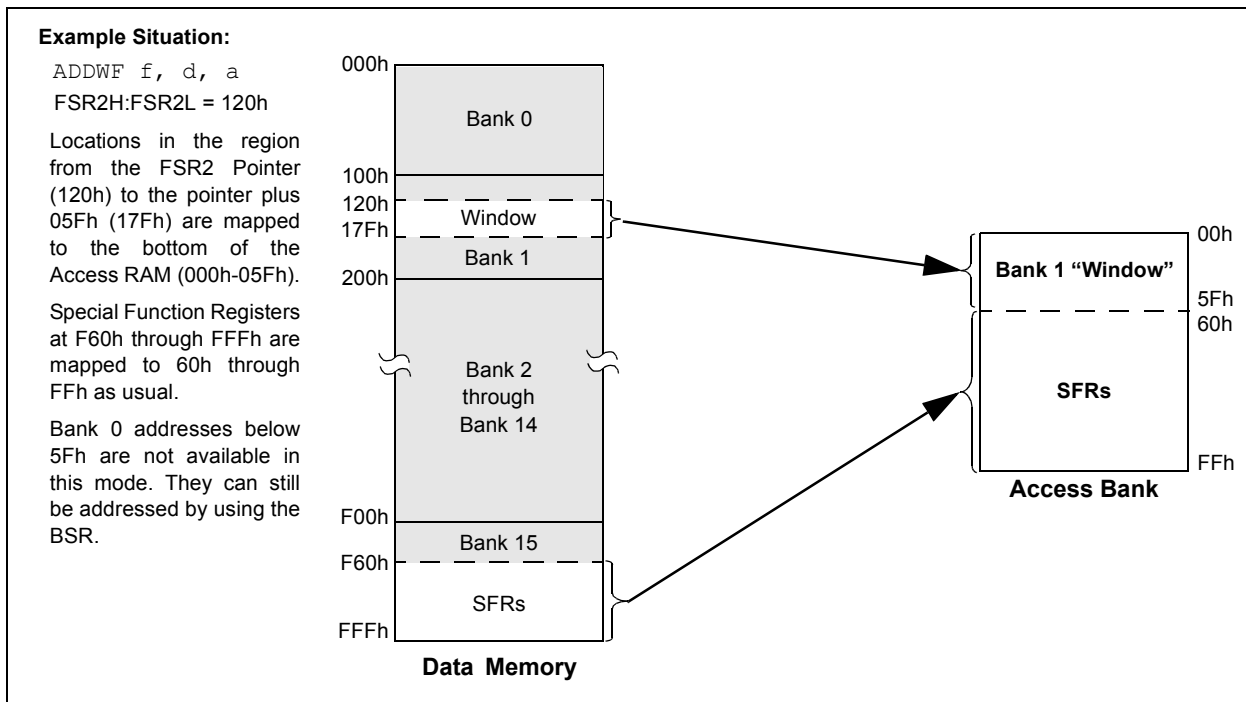 Example Situation:
ADDWF f, d, a
FSR2H:FSR2L = 120h
Locations in the region
from the FSR2 Pointer
(120h) to the pointer plus
05Fh (17Fh) are mapped
to the bottom of the
Access RAM (000h-05Fh).
Special Function Registers
at F60h through FFFh are
mapped to 60h through
FFh as usual.
Bank 0 addresses below
5Fh are not available in
this mode. They can still
be addressed by using the
BSR.
000h
Bank 0
100h
120h
Window
17Fh
Bank 1
200h
Bank 2
through
Bank 14
F00h
Bank 15
F60h
SFRs
FFFh
Data Memory
00h
Bank 1 “Window”
5Fh
60h
SFRs
FFh
Access Bank